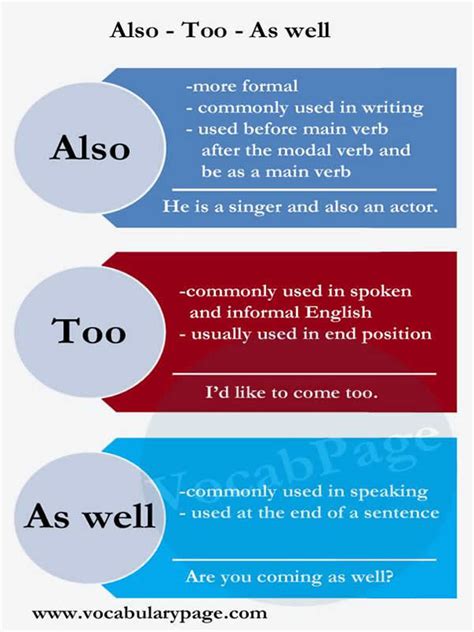 Also - Too - As well
Also
-more formal
- commonly used in writing
- used before main verb
after the modal verb and
be as a main verb
He is a singer and also an actor.
Too
-commonly used in spoken
and informal English
- usually used in end position
I'd like to come too.
VocabPage
As well
-commonly used in speaking
- used at the end of a sentence
Are you coming as well?
www.vocabularypage.com